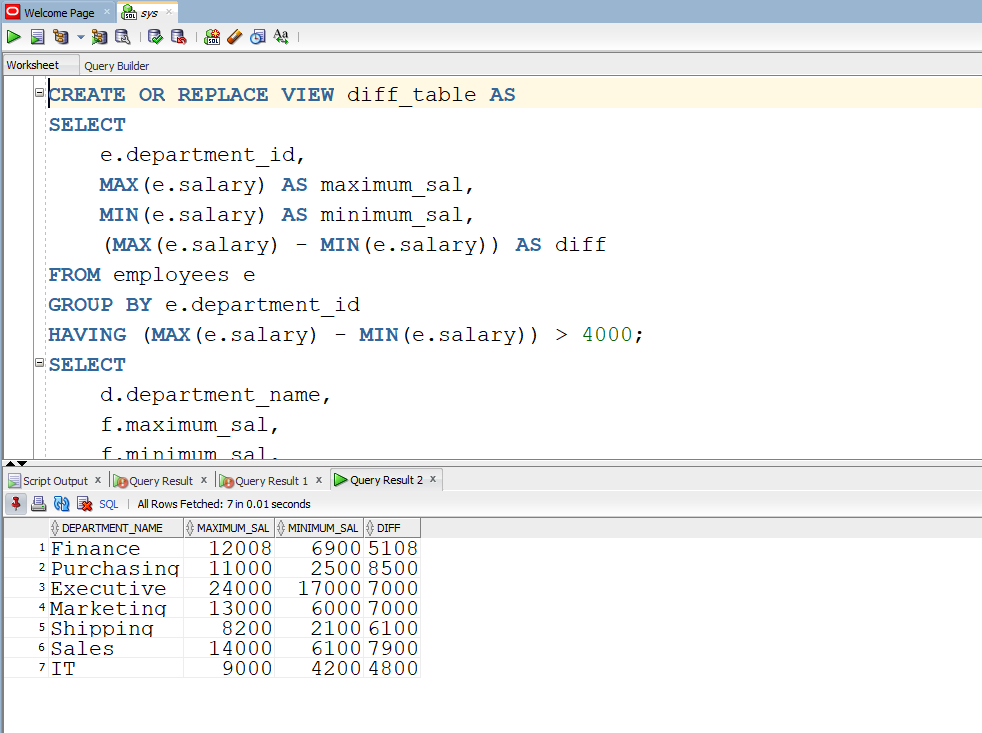 Welcome Page × sys ×
Worksheet Query Builder
CREATE OR REPLACE VIEW diff_table AS
SELECT
    e.department_id,
    MAX(e.salary) AS maximum_sal,
    MIN(e.salary) AS minimum_sal,
    (MAX(e.salary) - MIN(e.salary)) AS diff
FROM employees e
GROUP BY e.department_id
HAVING (MAX(e.salary) - MIN(e.salary)) > 4000;
SELECT
    d.department_name,
    f.maximum_sal,
    f.minimum_sal,
Script Output × Query Result × Query Result 1 × Query Result 2 ×
SQL | All Rows Fetched: 7 in 0.01 seconds
DEPARTMENT_NAME MAXIMUM_SAL MINIMUM_SAL DIFF
1 Finance 12008 6900 5108
2 Purchasing 11000 2500 8500
3 Executive 24000 17000 7000
4 Marketing 13000 6000 7000
5 Shipping 8200 2100 6100
6 Sales 14000 6100 7900
7 IT 9000 4200 4800